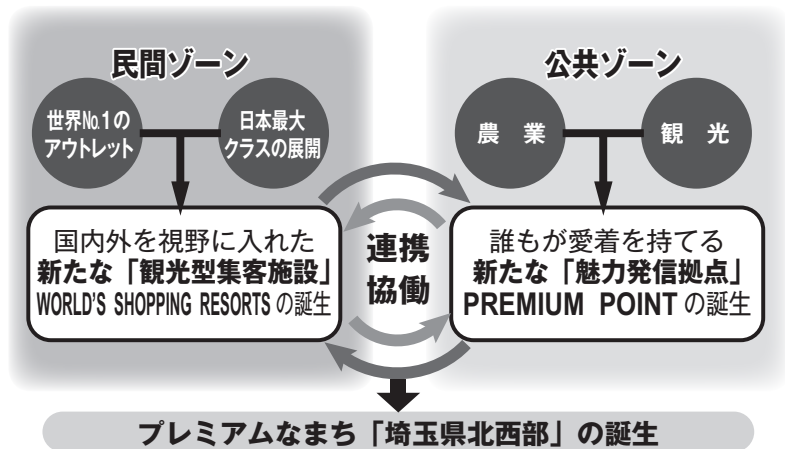 民間ゾーン
世界№1の
アウトレット
日本最大
クラスの展開
国内外を視野に入れた
新たな「観光型集客施設」
WORLD'S SHOPPING RESORTS の誕生
連携
協働
公共ゾーン
農　業
観　光
誰もが愛着を持てる
新たな「魅力発信拠点」
PREMIUM POINT の誕生
プレミアムなまち「埼玉県北西部」の誕生